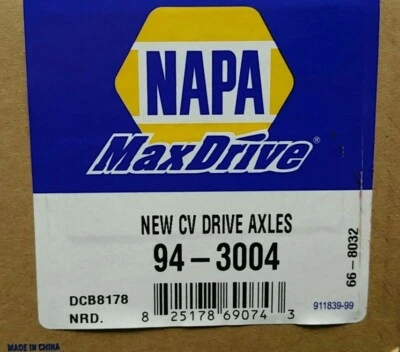 NAPA
MaxDrive®
NEW CV DRIVE AXLES
94-3004
66-8032
DCB8178
NRD.
8 25178 69074 3
911839-99
MADE IN CHINA